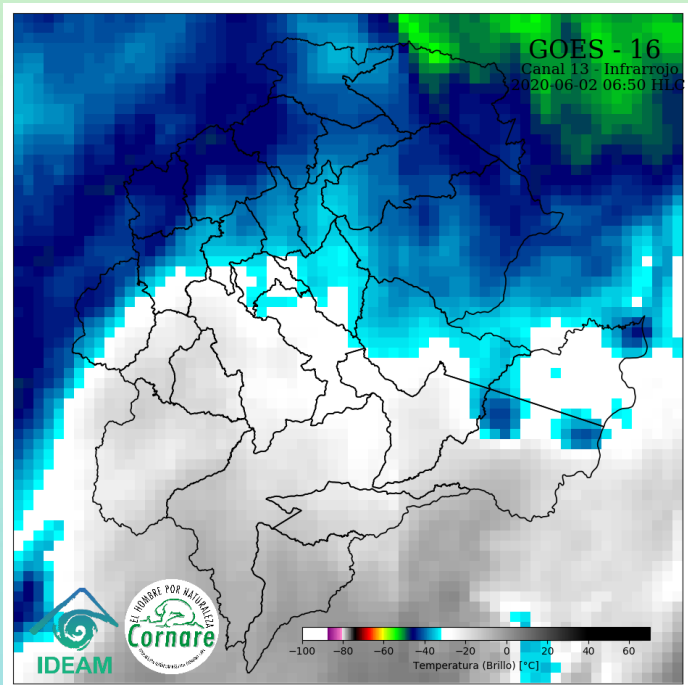 GOES - 16
Canal 13 - Infrarrojo
2020-06-02 06:50 HLC
EL HOMBRE POR NATURALEZA
Cornare
IDEAM
−100 −80 −60 −40 −20 0 20 40 60
Temperatura (Brillo) [°C]